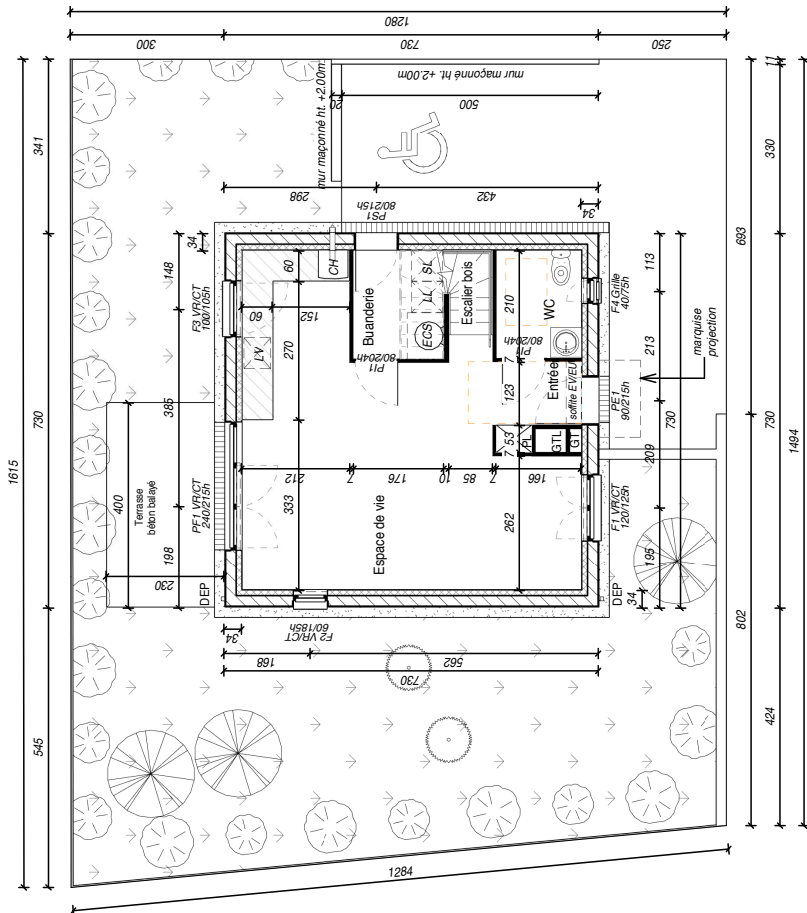 1280
300
730
250
mur maçonné ht. +2.00m
mur maçonné ht. +2.00m
20
500
11
341
330
298
432
PS1
80/215h
34
34
693
148
60
CH
SL
LL
ECS
Buanderie
Escalier bois
210
WC
113
F3 VR/CT
100/105h
F4 Grille
40/75h
60
152
LV
270
PI1
80/204h
PI1
80/204h
7
213
marquise
projection
123
Entrée
soffite EV/EU
PE1
90/215h
385
730
730
730
1494
1615
400
Terrasse
béton balayé
PF1 VR/CT
240/215h
53
7
PL
GTL
GT
209
212
7
176
10
85
7
166
333
262
F1 VR/CT
120/125h
Espace de vie
198
195
230
DEP
DEP
34
34
F2 VR/CT
60/185h
168
562
730
802
545
424
1284